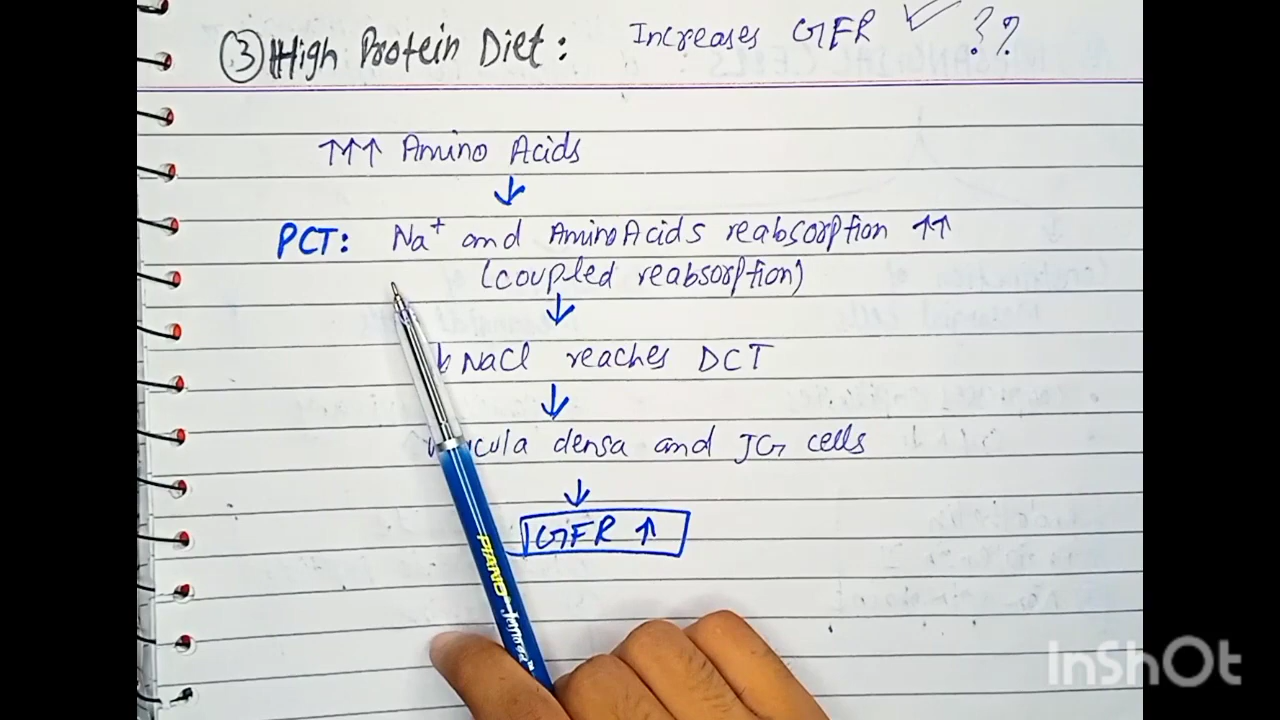 ③ High Protein Diet: Increases GFR ✓ ??
↑↑↑ Amino Acids
↓
PCT: Na⁺ and Amino Acids reabsorption ↑↑
(coupled reabsorption)
↓
NaCl reaches DCT
↓
densa and JG cells
↓
GFR ↑
PIANO
InShOt